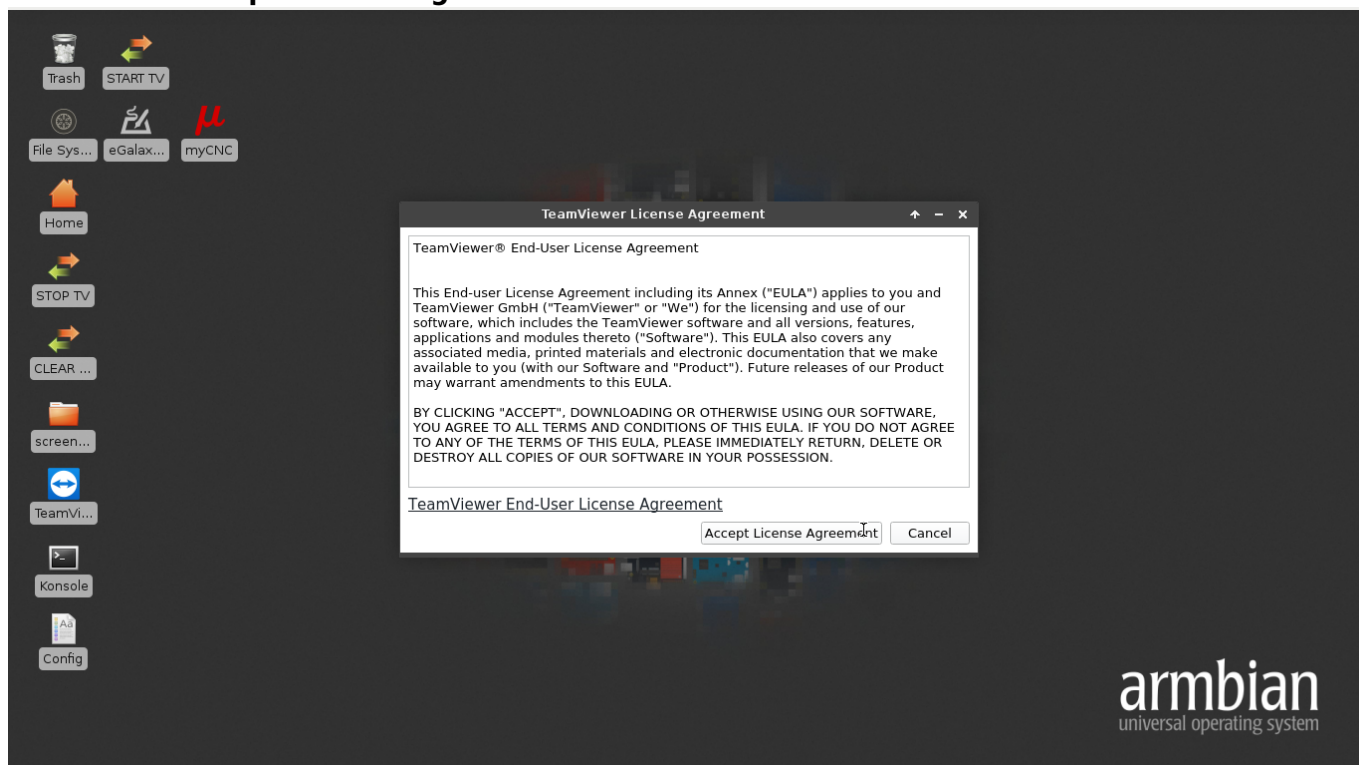 Trash
START TV
File Sys...
eGalax...
myCNC
Home
STOP TV
CLEAR ...
screen...
TeamVi...
Konsole
Config
TeamViewer License Agreement
TeamViewer® End-User License Agreement
This End-user License Agreement including its Annex ("EULA") applies to you and
TeamViewer GmbH ("TeamViewer" or "We") for the licensing and use of our
software, which includes the TeamViewer software and all versions, features,
applications and modules thereto ("Software"). This EULA also covers any
associated media, printed materials and electronic documentation that we make
available to you (with our Software and "Product"). Future releases of our Product
may warrant amendments to this EULA.
BY CLICKING "ACCEPT", DOWNLOADING OR OTHERWISE USING OUR SOFTWARE,
YOU AGREE TO ALL TERMS AND CONDITIONS OF THIS EULA. IF YOU DO NOT AGREE
TO ANY OF THE TERMS OF THIS EULA, PLEASE IMMEDIATELY RETURN, DELETE OR
DESTROY ALL COPIES OF OUR SOFTWARE IN YOUR POSSESSION.
TeamViewer End-User License Agreement
Accept License Agreement
Cancel
armbian
universal operating system